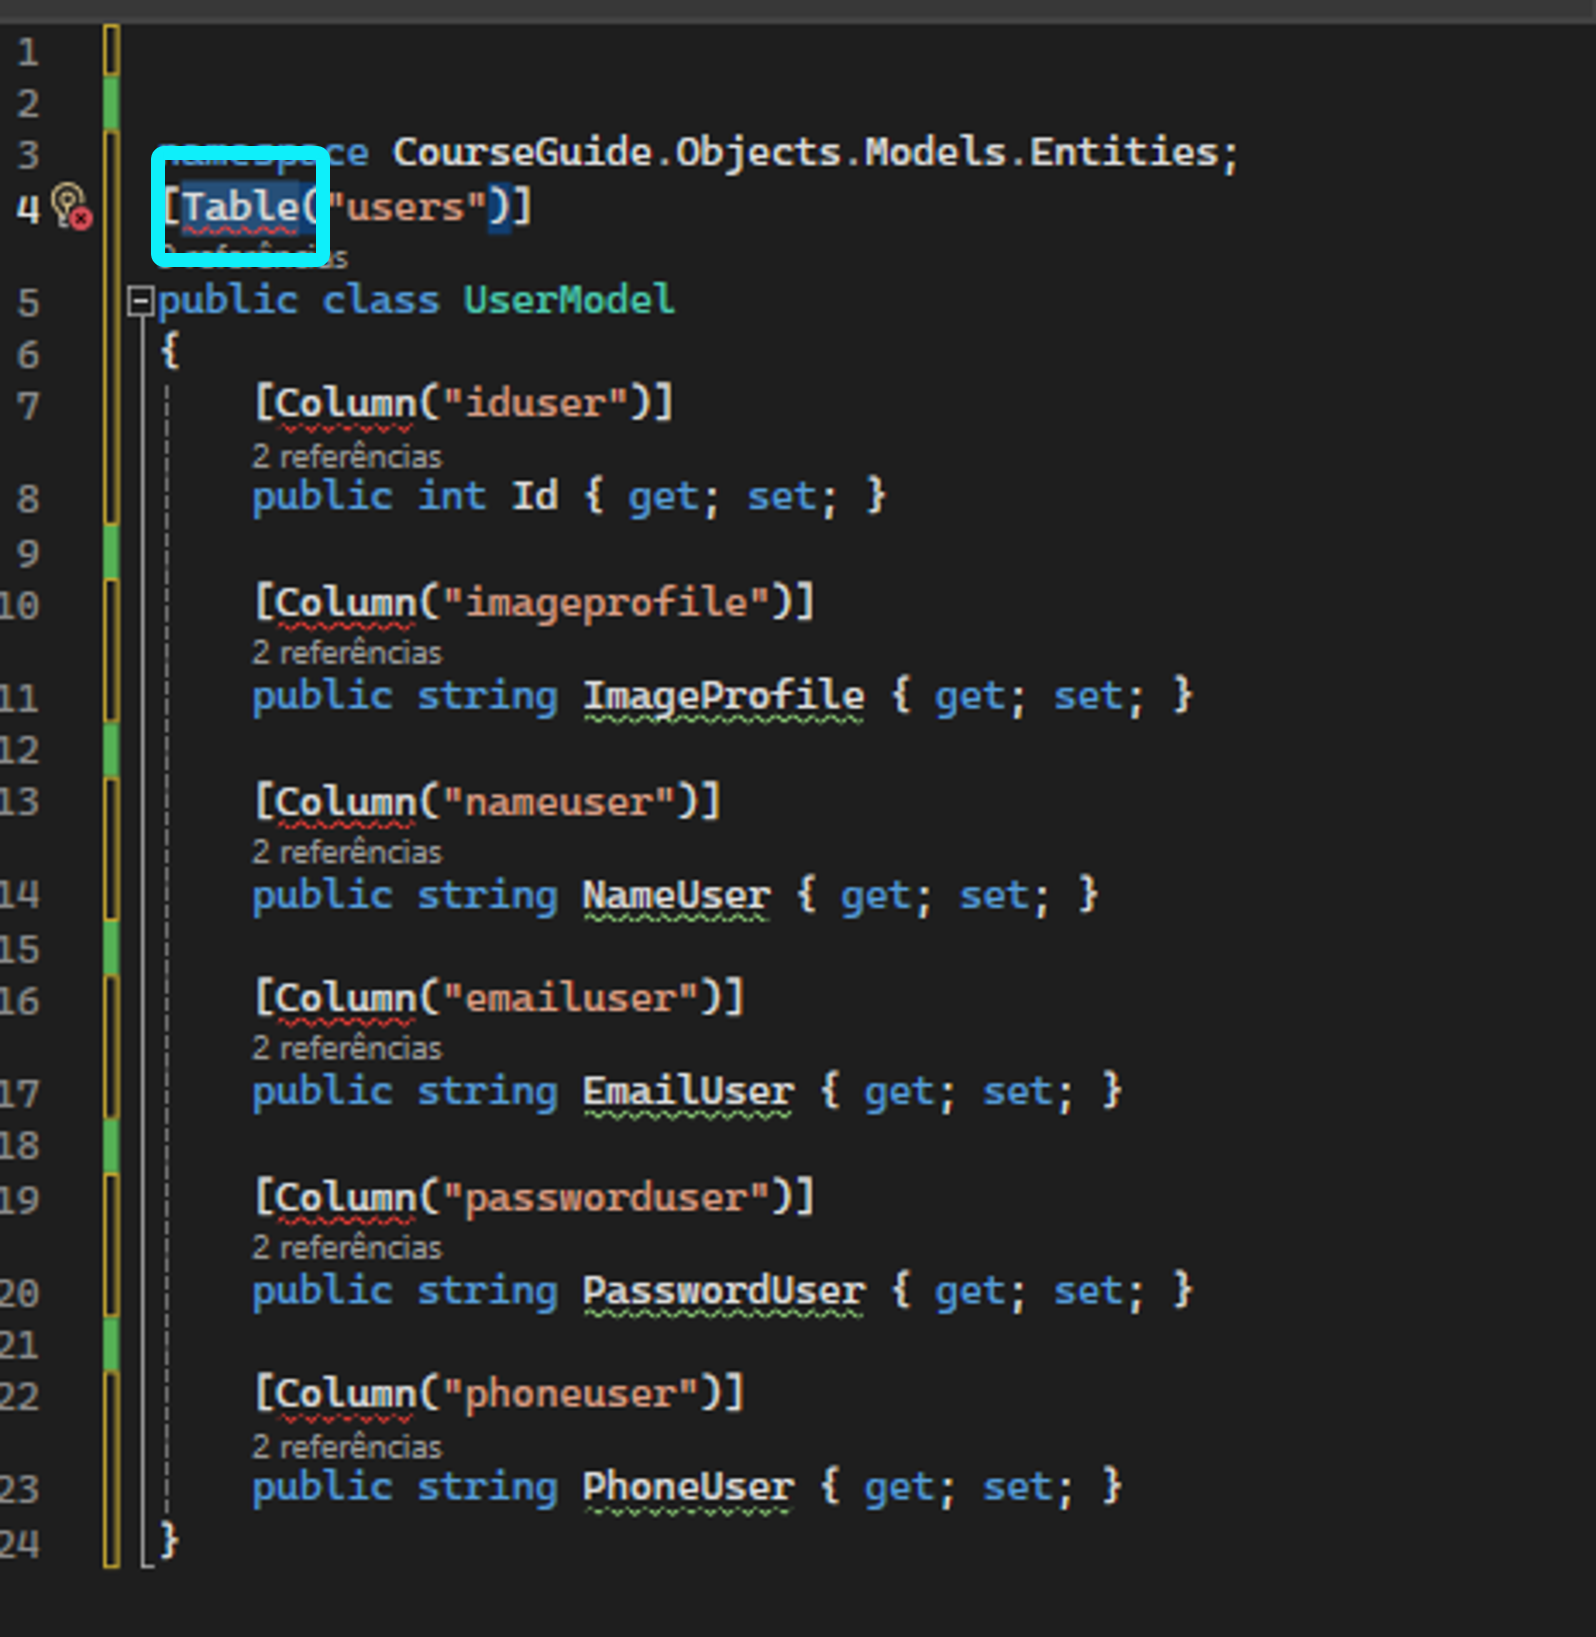 1
2
3 namespace CourseGuide.Objects.Models.Entities;
4 [Table("users")]
0 referências
5 public class UserModel
6 {
7 [Column("iduser")]
2 referências
8 public int Id { get; set; }
9
10 [Column("imageprofile")]
2 referências
11 public string ImageProfile { get; set; }
12
13 [Column("nameuser")]
2 referências
14 public string NameUser { get; set; }
15
16 [Column("emailuser")]
2 referências
17 public string EmailUser { get; set; }
18
19 [Column("passworduser")]
2 referências
20 public string PasswordUser { get; set; }
21
22 [Column("phoneuser")]
2 referências
23 public string PhoneUser { get; set; }
24 }